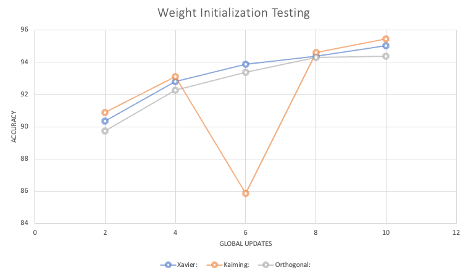 Weight Initialization Testing
96
94
92
90
88
86
84
ACCURACY
0 2 4 6 8 10 12
GLOBAL UPDATES
Xavier: Kaiming: Orthogonal: